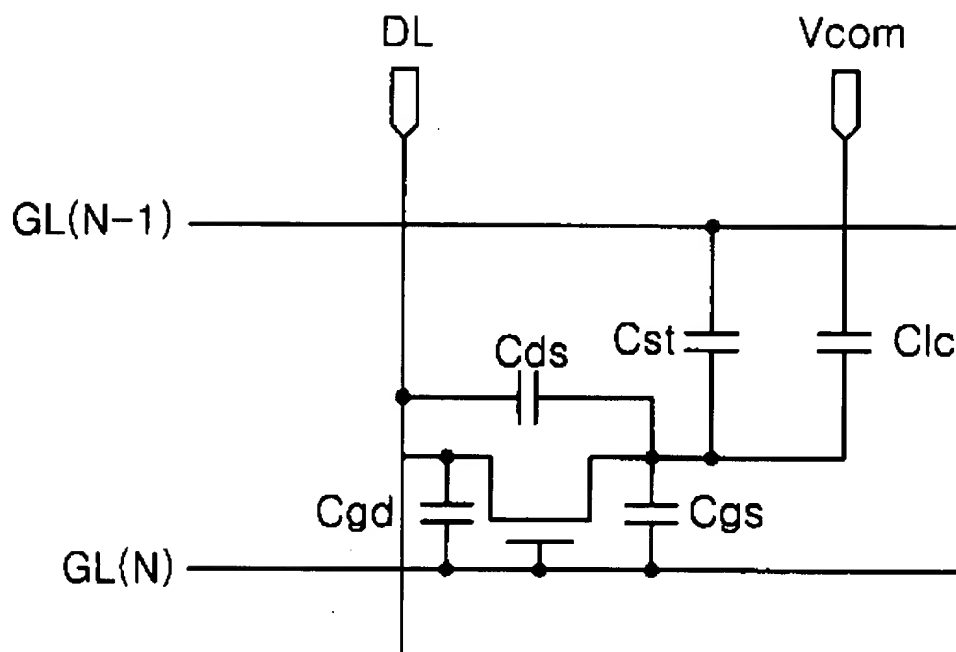 DL
Vcom
GL(N-1)
Cst
Clc
Cds
Cgd
Cgs
GL(N)